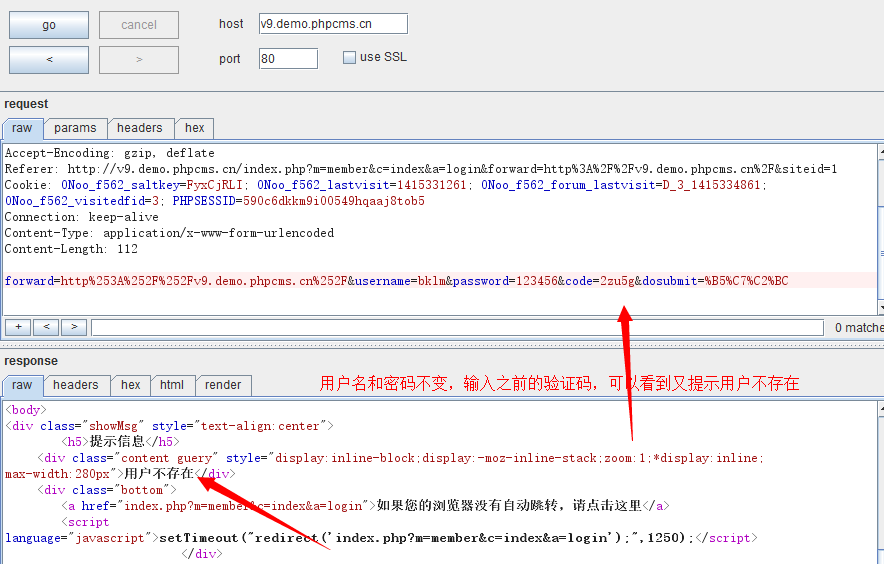 go cancel host v9.demo.phpcms.cn
< > port 80 use SSL
request
raw params headers hex
Accept-Encoding: gzip, deflate
Referer: http://v9.demo.phpcms.cn/index.php?m=member&c=index&a=login&forward=http%3A%2F%2Fv9.demo.phpcms.cn%2F&siteid=1
Cookie: 0Noo_f562_saltkey=FyxCjRLI; 0Noo_f562_lastvisit=1415331261; 0Noo_f562_forum_lastvisit=D_3_1415334861;
0Noo_f562_visitedfid=3; PHPSESSID=590c6dkkm9i00549hqaaj8tob5
Connection: keep-alive
Content-Type: application/x-www-form-urlencoded
Content-Length: 112
forward=http%253A%252F%252Fv9.demo.phpcms.cn%252F&username=bklm&password=123456&code=2zu5g&dosubmit=%B5%C7%C2%BC
+ < > 0 matche
response
raw headers hex html render
用户名和密码不变，输入之前的验证码，可以看到又提示用户不存在
<body>
<div class="showMsg" style="text-align:center">
<h5>提示信息</h5>
<div class="content guery" style="display:inline-block;display:-moz-inline-stack;zoom:1;*display:inline;
max-width:280px">用户不存在</div>
<div class="bottom">
<a href="index.php?m=member&c=index&a=login">如果您的浏览器没有自动跳转，请点击这里</a>
<script
language="javascript">setTimeout("redirect('index.php?m=member&c=index&a=login');",1250);</script>
</div>